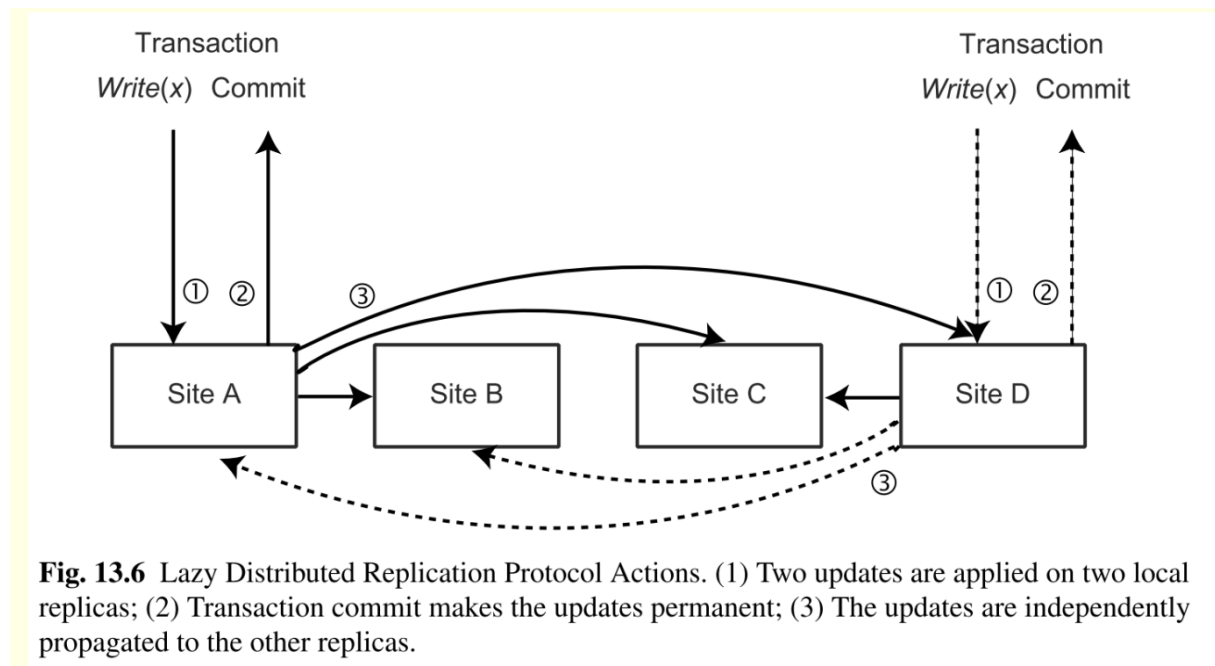 Transaction
Write(x) Commit
Transaction
Write(x) Commit
① ② ③ ① ②
Site A Site B Site C Site D
③
Fig. 13.6 Lazy Distributed Replication Protocol Actions. (1) Two updates are applied on two local
replicas; (2) Transaction commit makes the updates permanent; (3) The updates are independently
propagated to the other replicas.